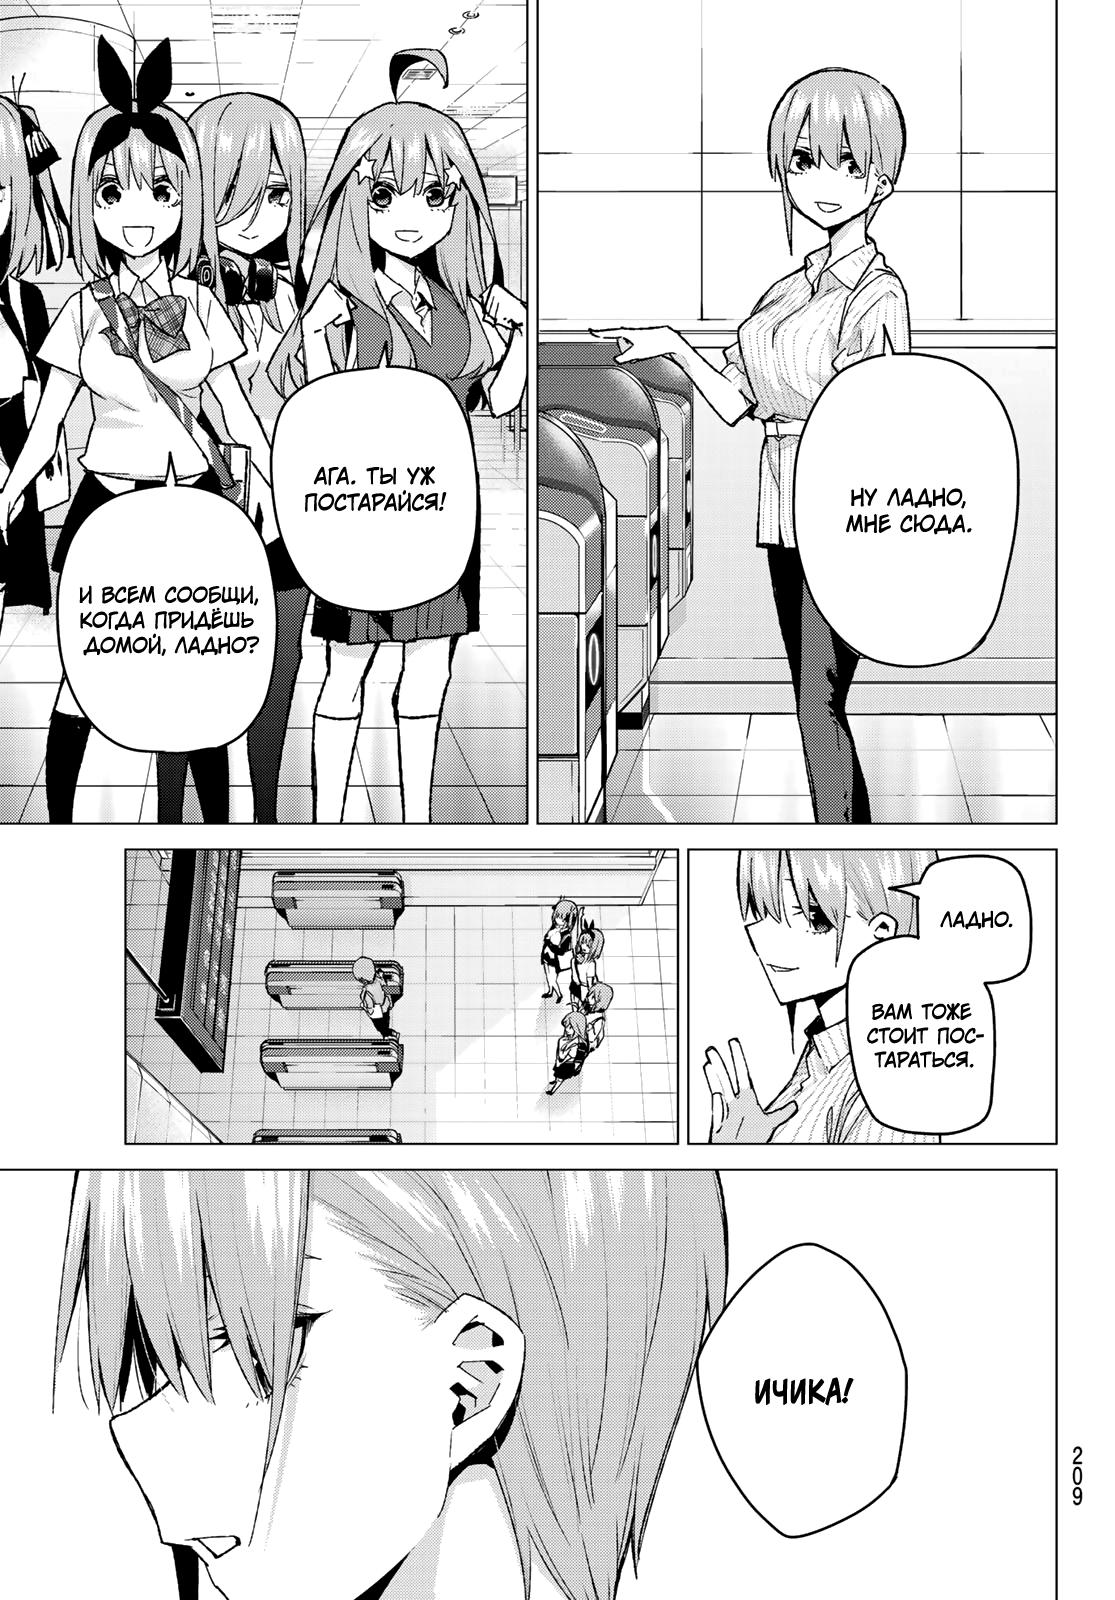 НУ ЛАДНО,
МНЕ СЮДА.
АГА. ТЫ УЖ
ПОСТАРАЙСЯ!
И ВСЕМ СООБЩИ,
КОГДА ПРИДЁШЬ
ДОМОЙ, ЛАДНО?
ЛАДНО.
ВАМ ТОЖЕ
СТОИТ ПОС-
ТАРАТЬСЯ.
ИЧИКА!
209